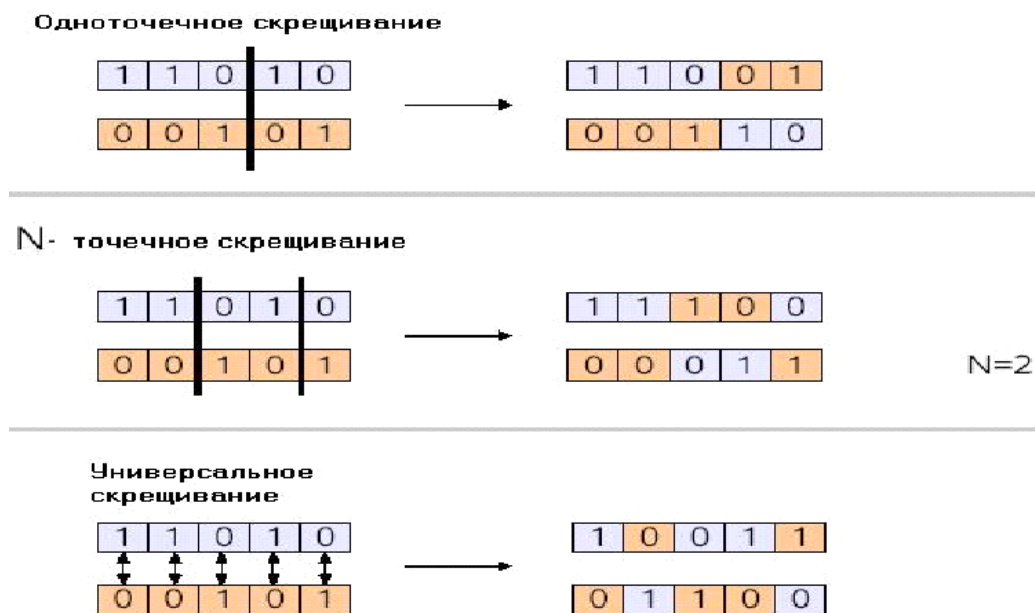 Одноточечное скрещивание
1 1 0 1 0 1 1 0 0 1
0 0 1 0 1 0 0 1 1 0
N- точечное скрещивание
1 1 0 1 0 1 1 1 0 0
0 0 1 0 1 0 0 0 1 1 N=2
Универсальное
скрещивание
1 1 0 1 0 1 0 0 1 1
0 0 1 0 1 0 1 1 0 0